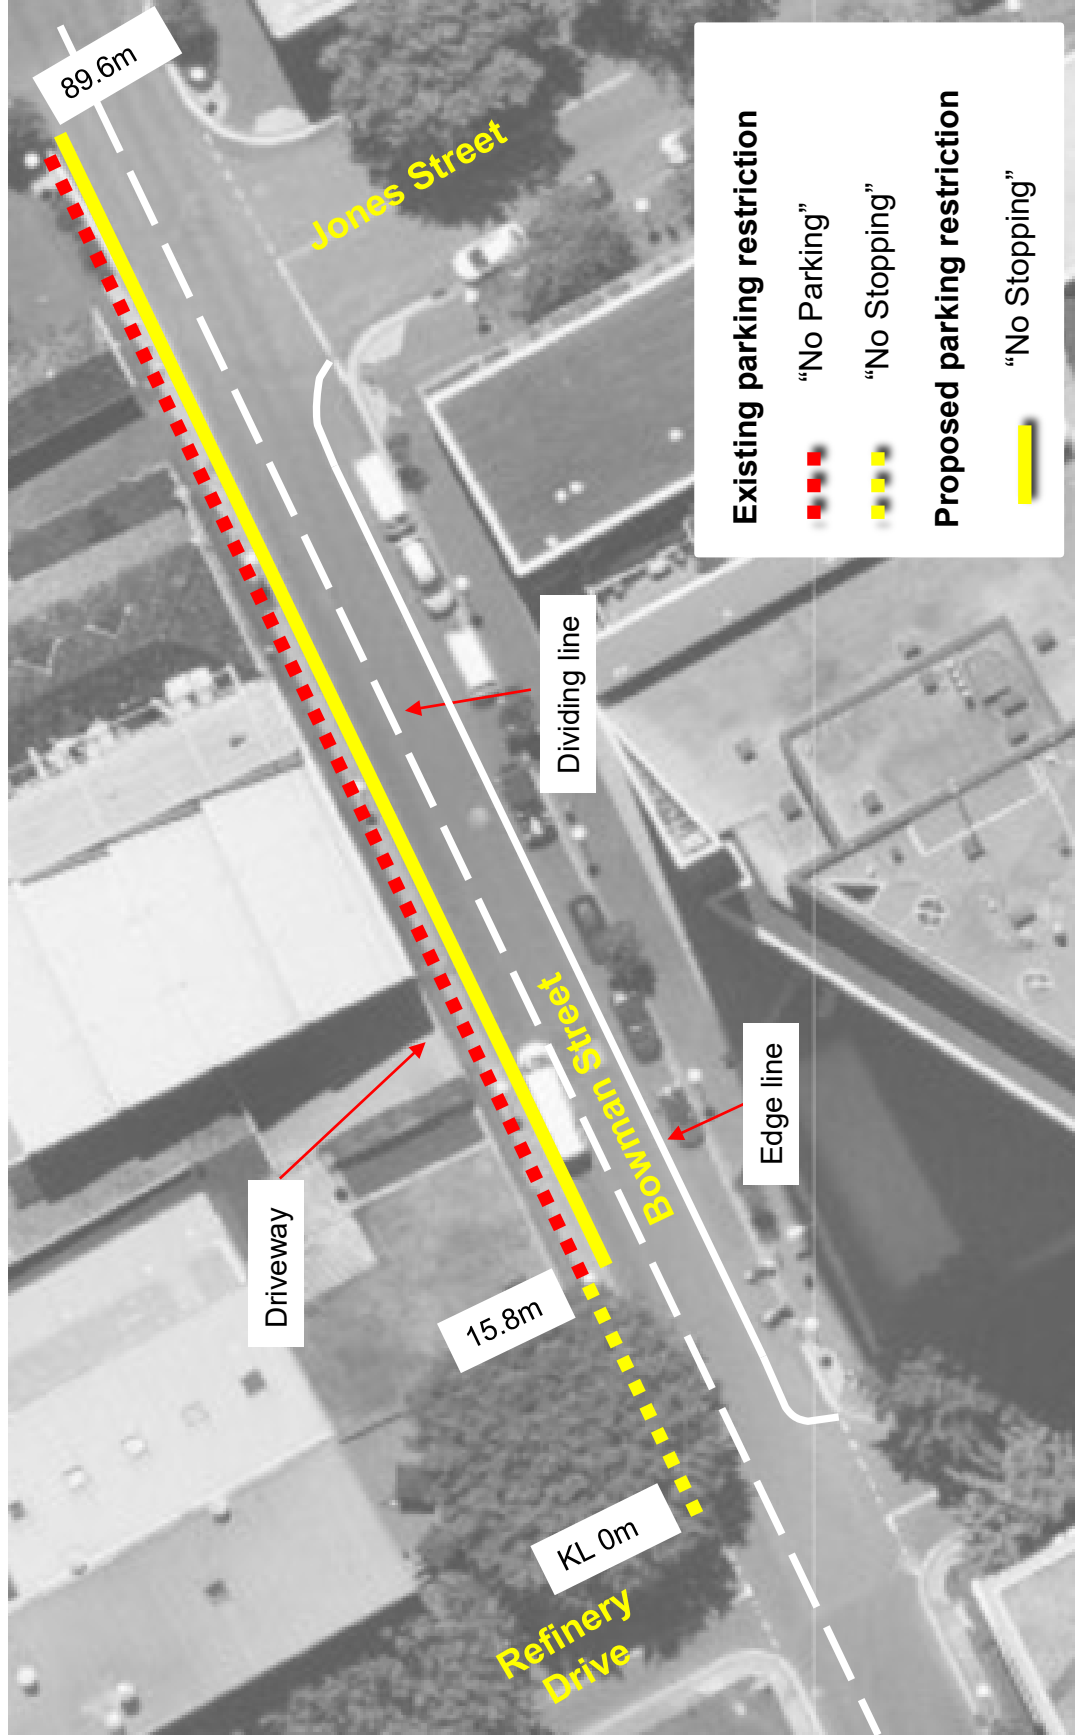 Existing parking restriction
“No Parking”
“No Stopping”
Proposed parking restriction
“No Stopping”
89.6m
Jones Street
Dividing line
Bowman Street
Edge line
Driveway
15.8m
KL 0m
Refinery
Drive